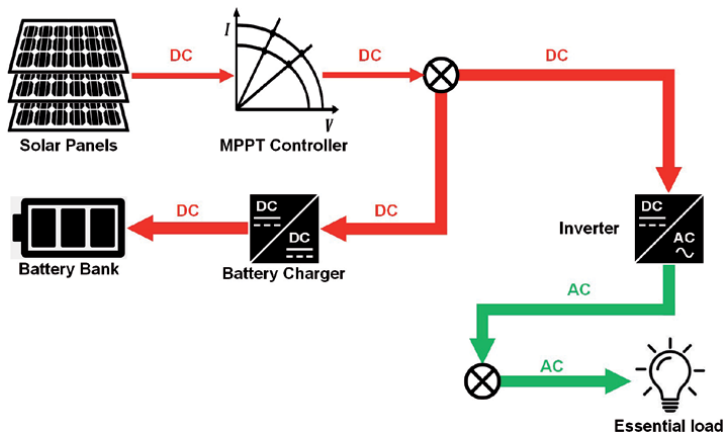 I
DC
DC
DC
V
Solar Panels
MPPT Controller
DC
DC
DC
DC
DC
AC
Inverter
Battery Bank
Battery Charger
AC
AC
Essential load